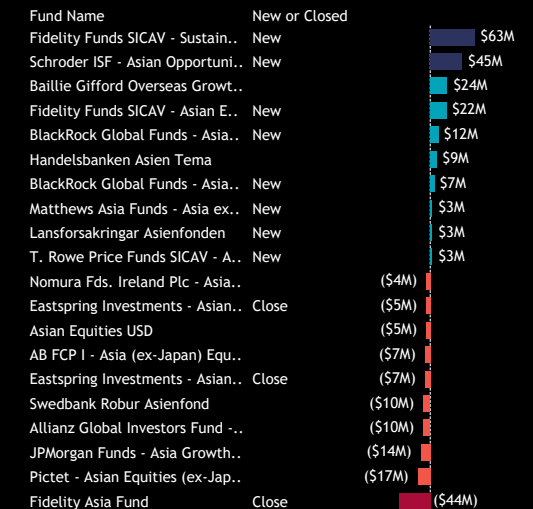 Fund Name New or Closed
Fidelity Funds SICAV - Sustain.. New $63M
Schroder ISF - Asian Opportuni.. New $45M
Baillie Gifford Overseas Growt.. $24M
Fidelity Funds SICAV - Asian E.. New $22M
BlackRock Global Funds - Asia.. New $12M
Handelsbanken Asien Tema $9M
BlackRock Global Funds - Asia.. New $7M
Matthews Asia Funds - Asia ex.. New $3M
Lansforsakringar Asienfonden New $3M
T. Rowe Price Funds SICAV - A.. New $3M
Nomura Fds. Ireland Plc - Asia.. ($4M)
Eastspring Investments - Asian.. Close ($5M)
Asian Equities USD ($5M)
AB FCP I - Asia (ex-Japan) Equ.. ($7M)
Eastspring Investments - Asian.. Close ($7M)
Swedbank Robur Asienfond ($10M)
Allianz Global Investors Fund -.. ($10M)
JPMorgan Funds - Asia Growth.. ($14M)
Pictet - Asian Equities (ex-Jap.. ($17M)
Fidelity Asia Fund Close ($44M)